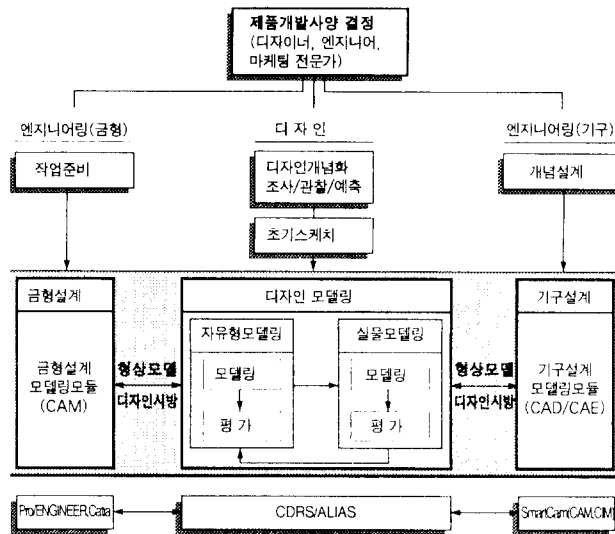 제품개발사양 결정
(디자이너, 엔지니어,
마케팅 전문가)
엔지니어링(금형)
디 자 인
엔지니어링(기구)
작업준비
디자인개념화
조사/관찰/예측
개념설계
초기스케치
금형설계
디자인 모델링
기구설계
자유형모델링
실물모델링
금형설계
모델링모듈
(CAM)
형상모델
디자인시방
모델링
평 가
모델링
평 가
형상모델
디자인시방
기구설계
모델링모듈
(CAD/CAE)
Pro/ENGINEER,Catia
CDRS/ALIAS
SmartCam(CAM,CIM)